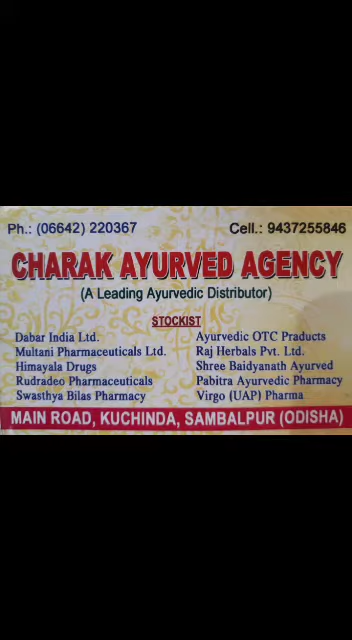 Ph.: (06642) 220367 Cell.: 9437255846
CHARAK AYURVED AGENCY
(A Leading Ayurvedic Distributor)
STOCKIST
Dabar India Ltd.
Multani Pharmaceuticals Ltd.
Himayala Drugs
Rudradeo Pharmaceuticals
Swasthya Bilas Pharmacy
Ayurvedic OTC Products
Raj Herbals Pvt. Ltd.
Shree Baidyanath Ayurved
Pabitra Ayurvedic Pharmacy
Virgo (UAP) Pharma
MAIN ROAD, KUCHINDA, SAMBALPUR (ODISHA)